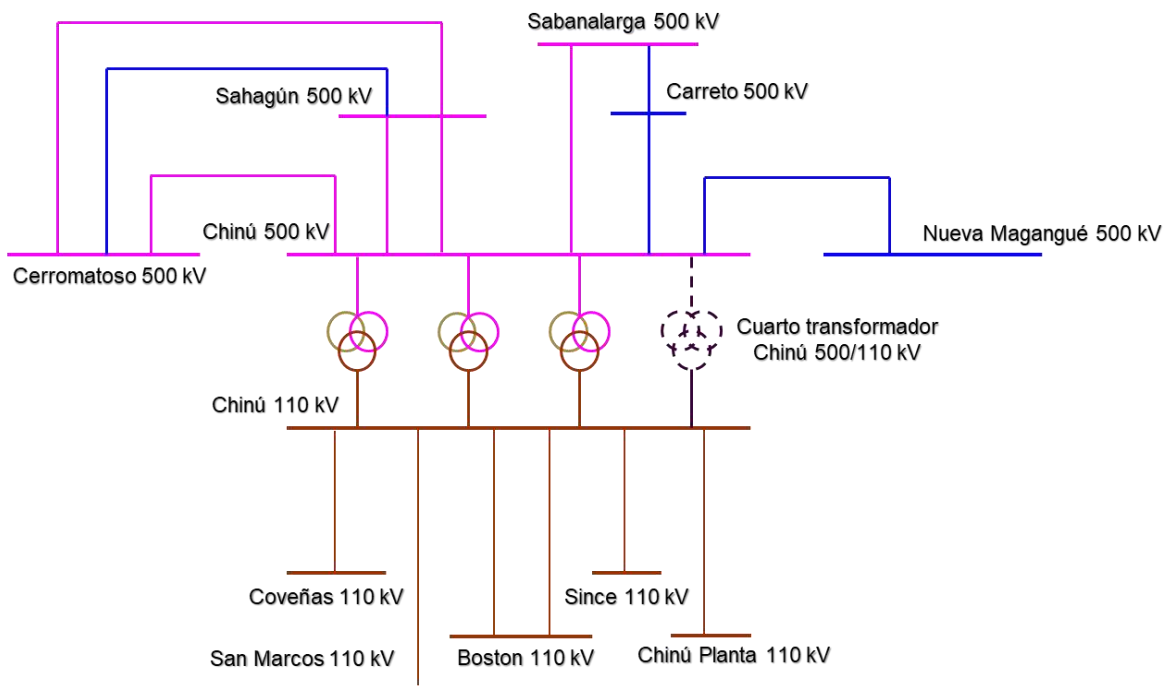 Sabanalarga 500 kV
Sahagún 500 kV
Carreto 500 kV
Chinú 500 kV
Nueva Magangué 500 kV
Cerromatoso 500 kV
Cuarto transformador
Chinú 500/110 kV
Chinú 110 kV
Coveñas 110 kV
Since 110 kV
San Marcos 110 kV
Boston 110 kV
Chinú Planta 110 kV